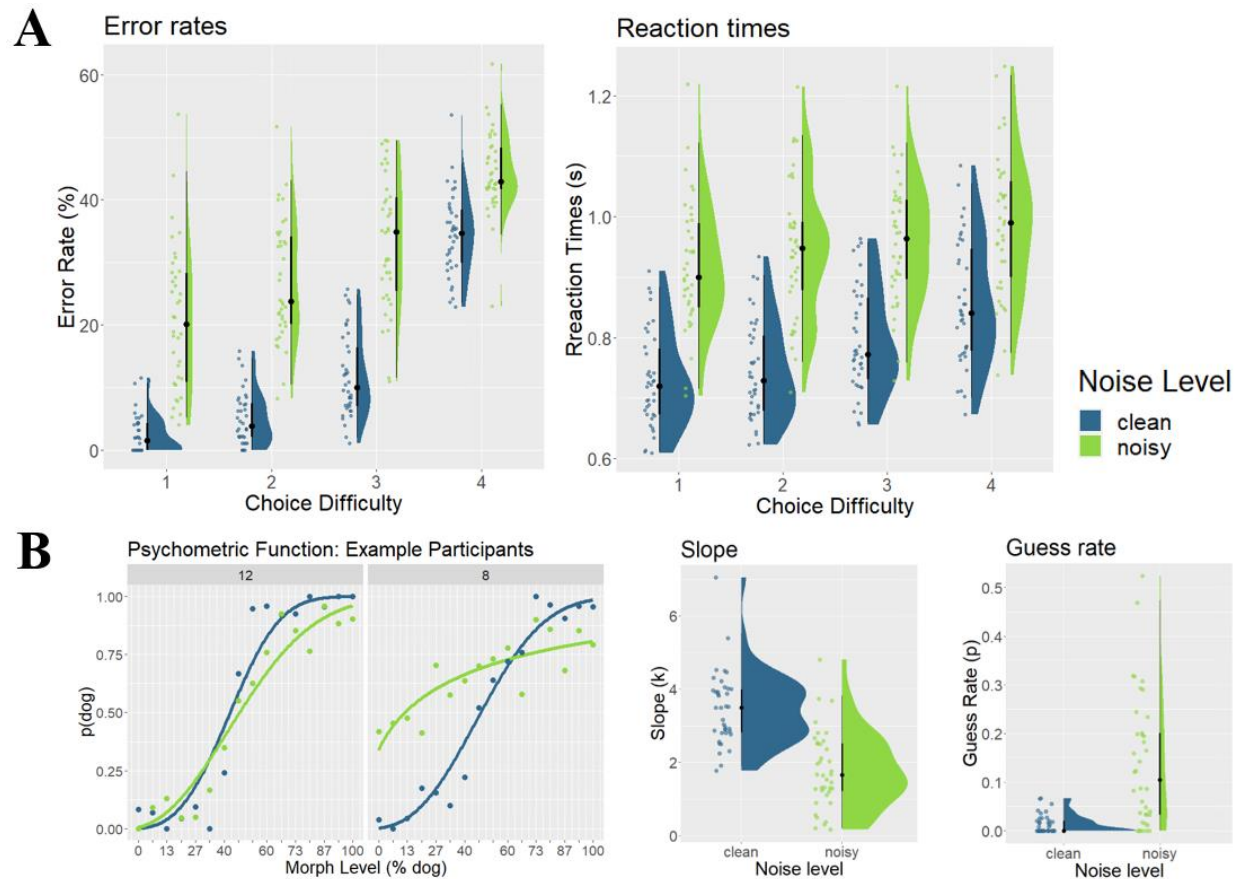 A
Error rates
Error Rate (%)
60
40
20
0
1 2 3 4
Choice Difficulty
Reaction times
Rreaction Times (s)
1.2
1.0
0.8
0.6
1 2 3 4
Choice Difficulty
Noise Level
clean
noisy
B
Psychometric Function: Example Participants
12 8
p(dog)
1.00
0.75
0.50
0.25
0.00
0 13 27 40 60 73 87 100 0 13 27 40 60 73 87 100
Morph Level (% dog)
Slope
Slope (k)
6
4
2
0
clean noisy
Noise level
Guess rate
Guess Rate (p)
0.5
0.4
0.3
0.2
0.1
0.0
clean noisy
Noise level